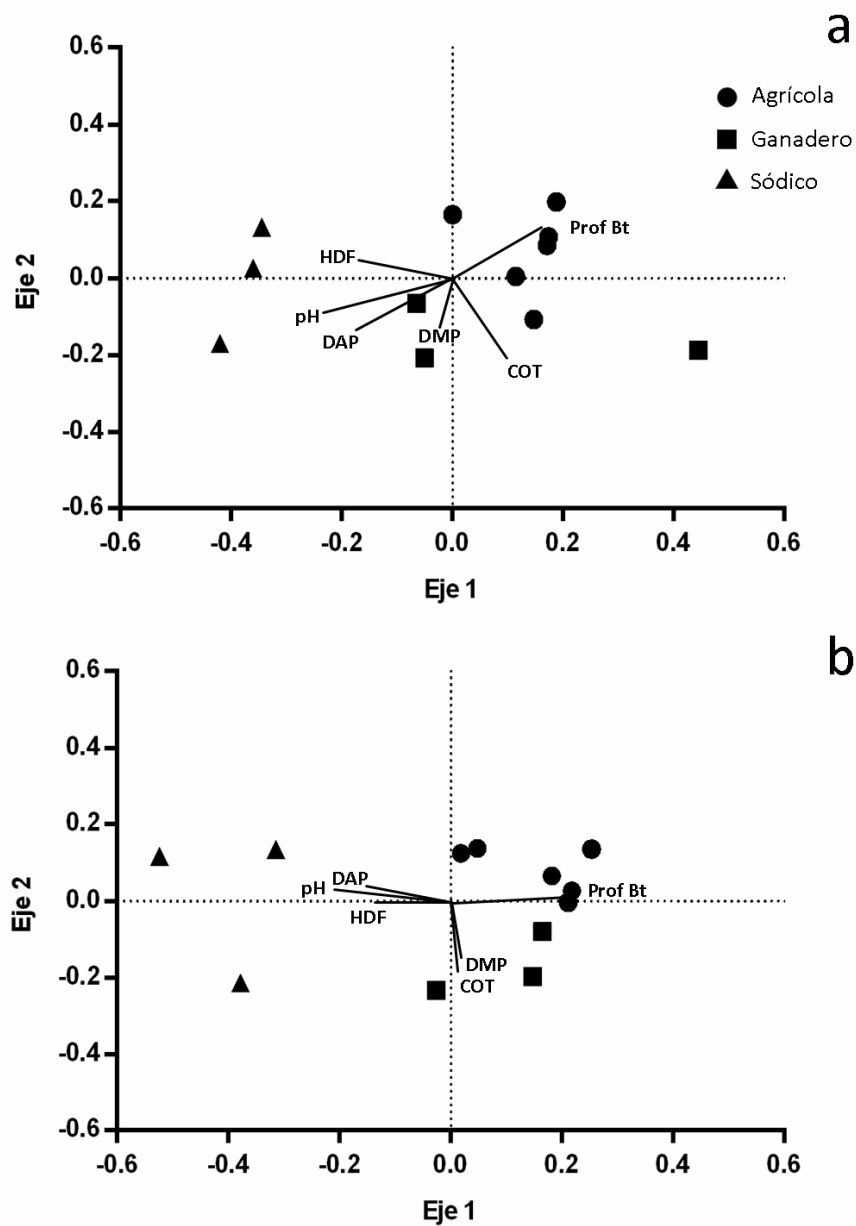 a
0.6
Agrícola
0.4
Ganadero
0.2
Sódico
Prof Bt
HDF
Eje 2
0.0
pH
DAP
DMP
COT
-0.2
-0.4
-0.6
-0.6 -0.4 -0.2 0.0 0.2 0.4 0.6
Eje 1
b
0.6
0.4
0.2
DAP
pH
Prof Bt
Eje 2
0.0
HDF
DMP
COT
-0.2
-0.4
-0.6
-0.6 -0.4 -0.2 0.0 0.2 0.4 0.6
Eje 1